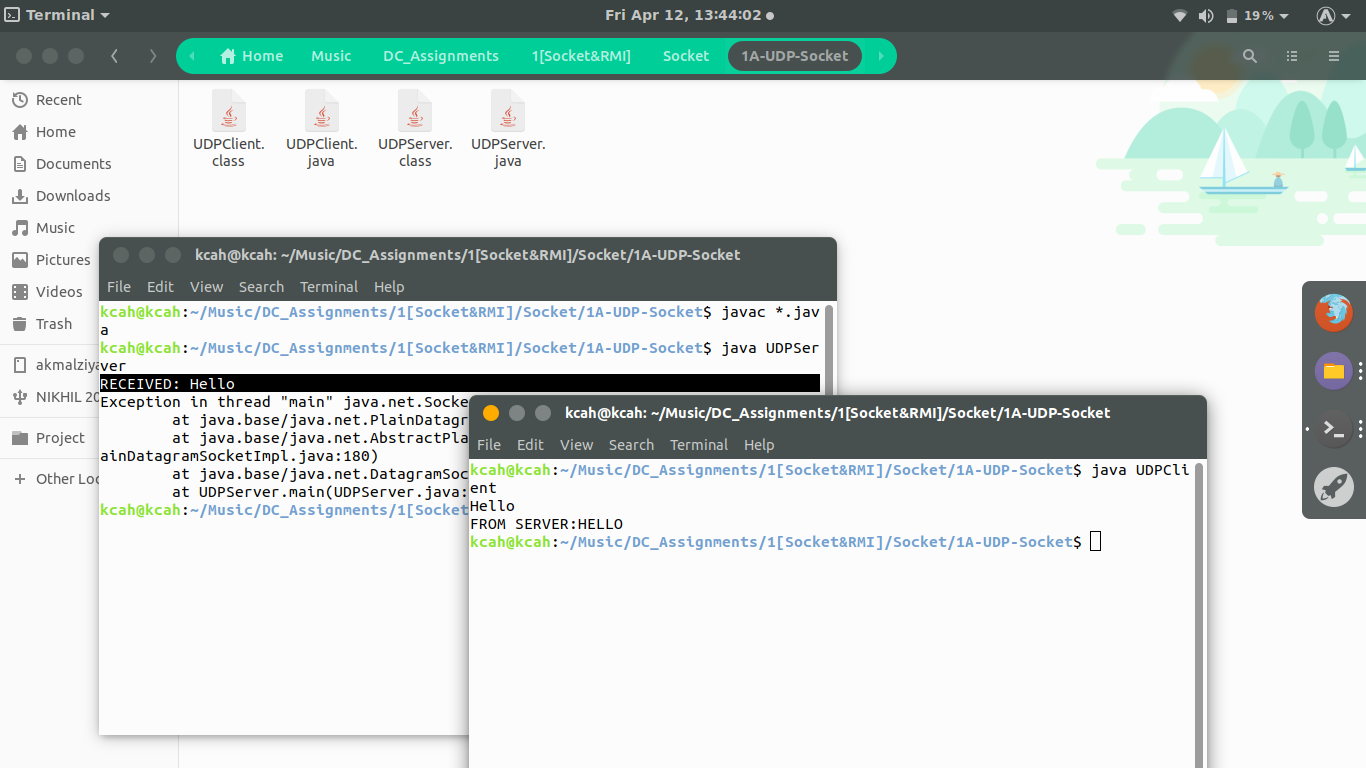 Terminal
Fri Apr 12, 13:44:02
19 %
Home Music DC_Assignments 1[Socket&RMI] Socket 1A-UDP-Socket
Recent
Home
Documents
Downloads
Music
Pictures
Videos
Trash
akmalziya
NIKHIL 20
Project
Other Loc
UDPClient.
class
UDPClient.
java
UDPServer.
class
UDPServer.
java
kcah@kcah: ~/Music/DC_Assignments/1[Socket&RMI]/Socket/1A-UDP-Socket
File Edit View Search Terminal Help
kcah@kcah:~/Music/DC_Assignments/1[Socket&RMI]/Socket/1A-UDP-Socket$ javac *.jav
a
kcah@kcah:~/Music/DC_Assignments/1[Socket&RMI]/Socket/1A-UDP-Socket$ java UDPSer
ver
RECEIVED: Hello
Exception in thread "main" java.net.Socke
at java.base/java.net.PlainDatagr
at java.base/java.net.AbstractPla
ainDatagramSocketImpl.java:180)
at java.base/java.net.DatagramSoc
at UDPServer.main(UDPServer.java:
kcah@kcah:~/Music/DC_Assignments/1[Socket
kcah@kcah: ~/Music/DC_Assignments/1[Socket&RMI]/Socket/1A-UDP-Socket
File Edit View Search Terminal Help
kcah@kcah:~/Music/DC_Assignments/1[Socket&RMI]/Socket/1A-UDP-Socket$ java UDPCli
ent
Hello
FROM SERVER:HELLO
kcah@kcah:~/Music/DC_Assignments/1[Socket&RMI]/Socket/1A-UDP-Socket$